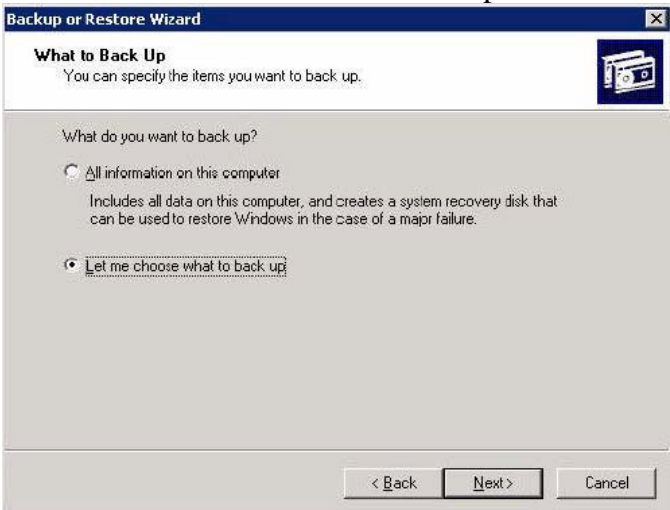 Backup or Restore Wizard
What to Back Up
You can specify the items you want to back up.
What do you want to back up?
All information on this computer
Includes all data on this computer, and creates a system recovery disk that
can be used to restore Windows in the case of a major failure.
Let me choose what to back up
< Back Next > Cancel